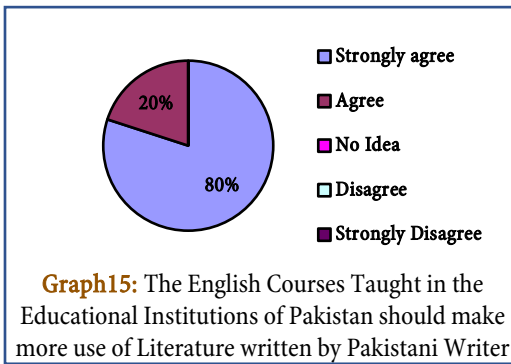 Strongly agree
Agree
No Idea
Disagree
Strongly Disagree
20%
80%
Graph15: The English Courses Taught in the
Educational Institutions of Pakistan should make
more use of Literature written by Pakistani Writer